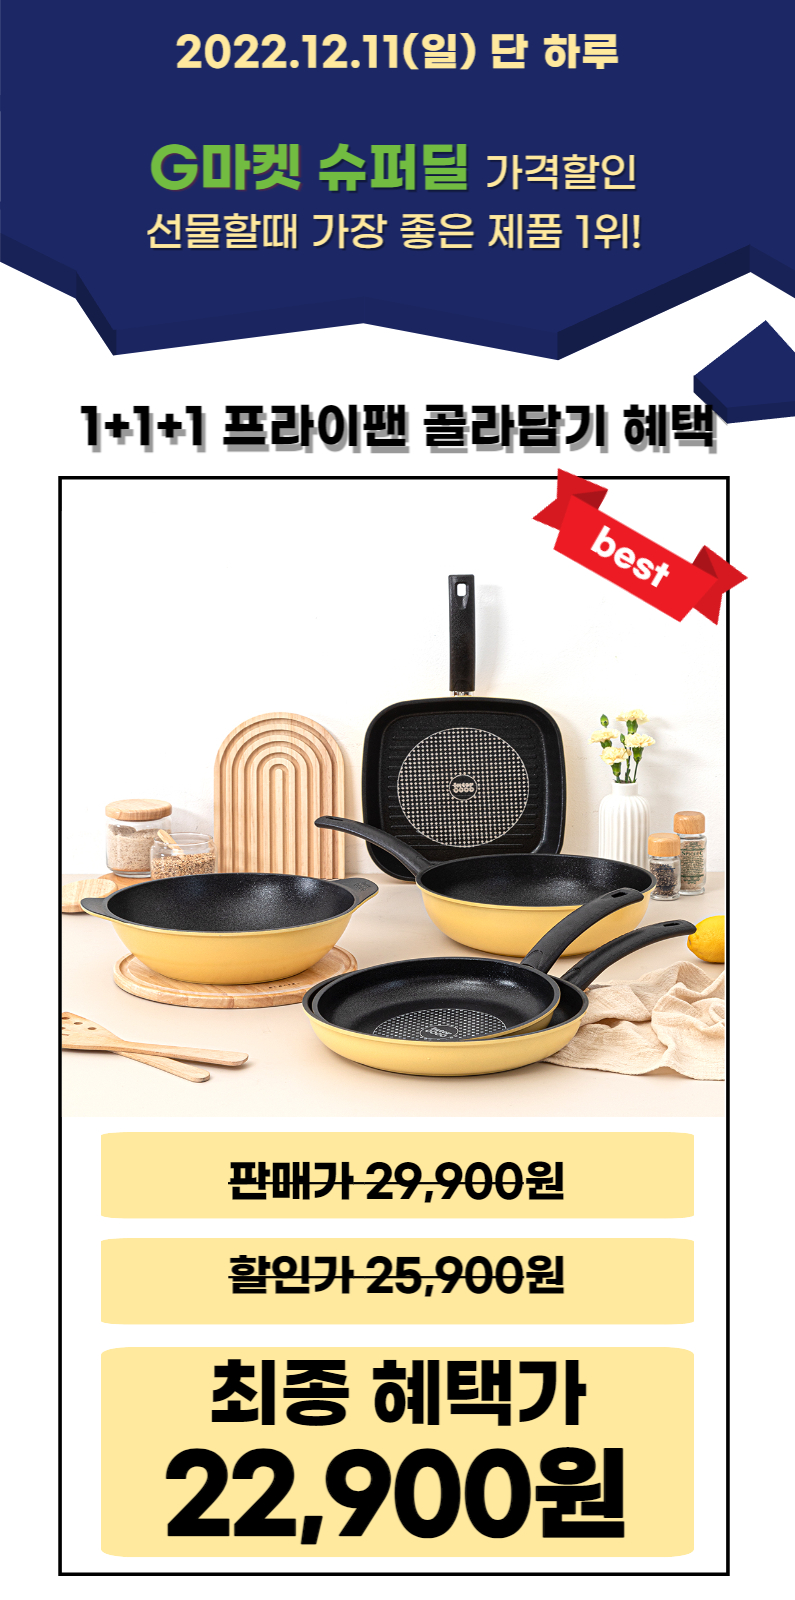 2022.12.11(일) 단 하루
G마켓 슈퍼딜 가격할인
선물할때 가장 좋은 제품 1위!
1+1+1 프라이팬 골라담기 혜택
best
판매가 29,900원
할인가 25,900원
최종 혜택가
22,900원